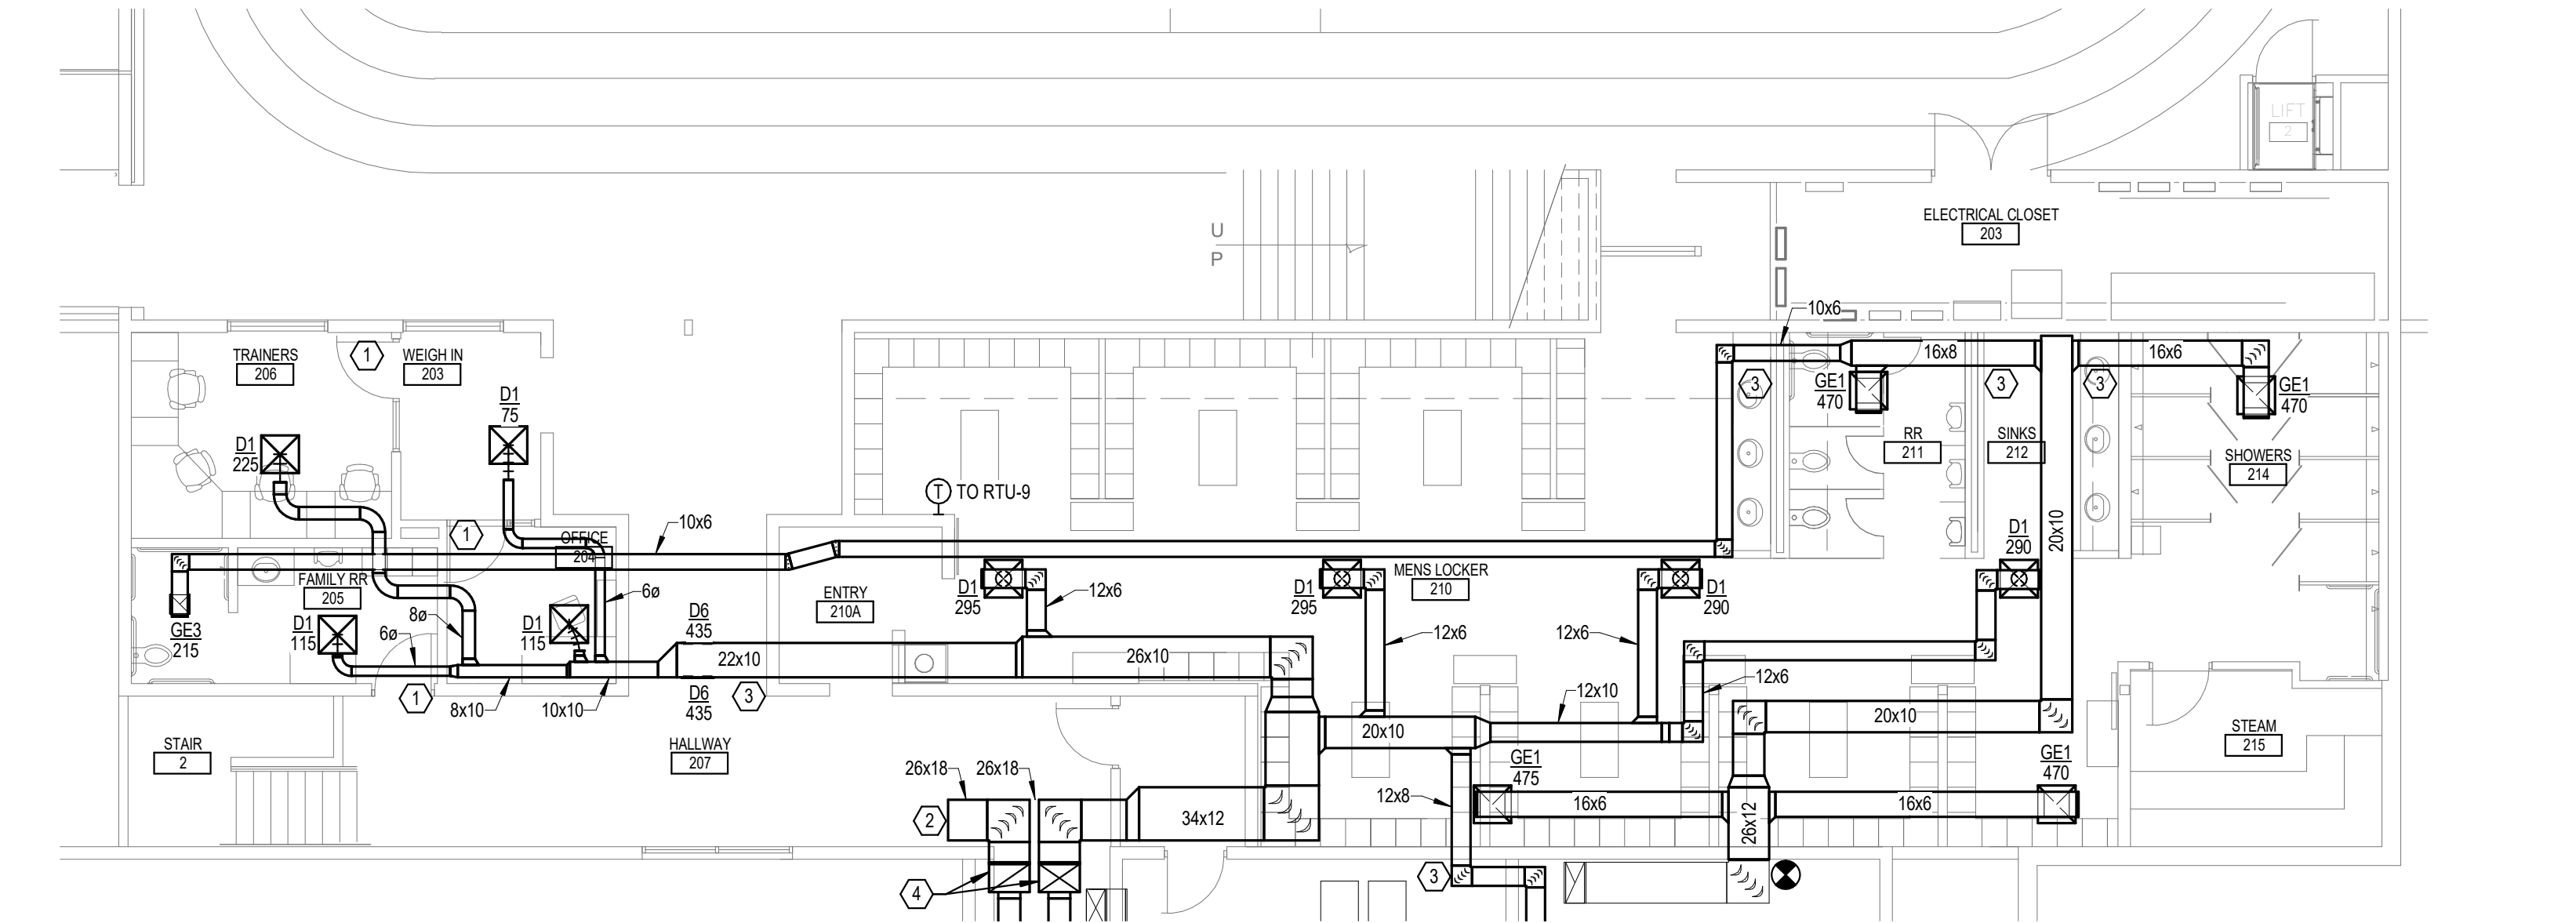 LIFT
2
ELECTRICAL CLOSET
203
U
P
10x6
TRAINERS
206
1
WEIGH IN
203
D1
75
D1
225
16x8
16x6
3
3
3
GE1
470
GE1
470
RR
211
SINKS
212
SHOWERS
214
T TO RTU-9
10x6
1
OFFICE
204
20x10
D1
290
FAMILY RR
205
6ø
8ø
6ø
GE3
215
D1
115
D1
115
ENTRY
210A
D6
435
D1
295
12x6
D1
295
MENS LOCKER
210
D1
290
12x6
12x6
22x10
26x10
1
8x10
10x10
D6
435
3
12x6
12x10
20x10
20x10
STAIR
2
HALLWAY
207
STEAM
215
26x18
26x18
GE1
475
GE1
470
12x8
16x6
16x6
2
34x12
26x12
4
3